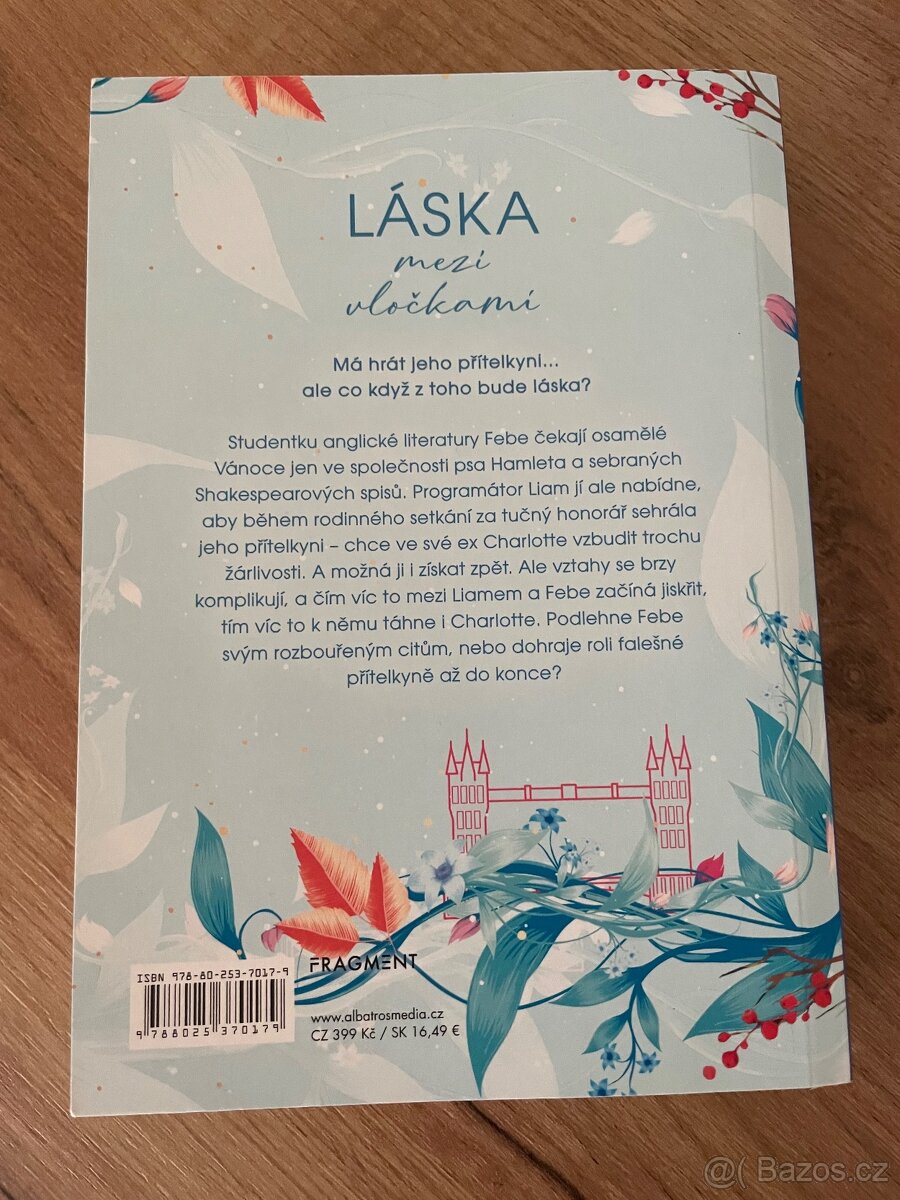 LÁSKA
mezi
vločkami
Má hrát jeho přítelkyni...
ale co když z toho bude láska?
Studentku anglické literatury Febe čekají osamělé
Vánoce jen ve společnosti psa Hamleta a sebraných
Shakespearových spisů. Programátor Liam jí ale nabídne,
aby během rodinného setkání za tučný honorář sehrála
jeho přítelkyni – chce ve své ex Charlotte vzbudit trochu
žárlivosti. A možná ji i získat zpět. Ale vztahy se brzy
komplikují, a čím víc to mezi Liamem a Febe začíná jiskřit,
tím víc to k němu táhne i Charlotte. Podlehne Febe
svým rozbouřeným citům, nebo dohraje roli falešné
přítelkyně až do konce?
ISBN 978-80-253-7017-9
9 788025 370179
FRAGMENT
www.albatrosmedia.cz
CZ 399 Kč / SK 16,49 €
@( Bazos.cz